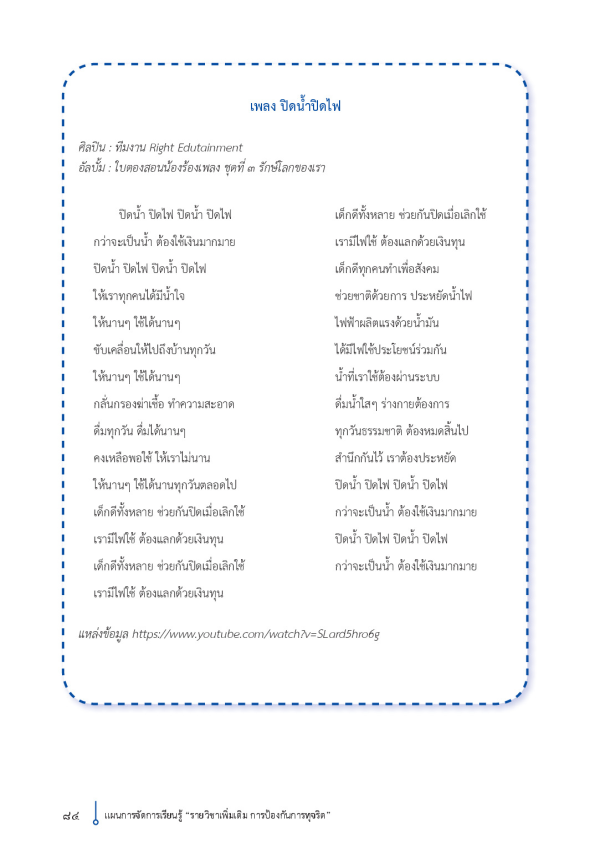 เพลง ปิดน้ำปิดไฟ
ศิลปิน : ทีมงาน Right Edutainment
อัลบั้ม : ใบตองสอนน้องร้องเพลง ชุดที่ ๓ รักษ์โลกของเรา
ปิดน้ำ ปิดไฟ ปิดน้ำ ปิดไฟ
กว่าจะเป็นน้ำ ต้องใช้เงินมากมาย
ปิดน้ำ ปิดไฟ ปิดน้ำ ปิดไฟ
ให้เราทุกคนได้มีน้ำใจ
ให้นานๆ ใช้ได้นานๆ
ขับเคลื่อนให้ไปถึงบ้านทุกวัน
ให้นานๆ ใช้ได้นานๆ
กลั่นกรองฆ่าเชื้อ ทำความสะอาด
ดื่มทุกวัน ดื่มได้นานๆ
คงเหลือพอใช้ ให้เราไม่นาน
ให้นานๆ ใช้ได้นานทุกวันตลอดไป
เด็กดีทั้งหลาย ช่วยกันปิดเมื่อเลิกใช้
เรามีไฟใช้ ต้องแลกด้วยเงินทุน
เด็กดีทั้งหลาย ช่วยกันปิดเมื่อเลิกใช้
เรามีไฟใช้ ต้องแลกด้วยเงินทุน
เด็กดีทั้งหลาย ช่วยกันปิดเมื่อเลิกใช้
เรามีไฟใช้ ต้องแลกด้วยเงินทุน
เด็กดีทุกคนทำเพื่อสังคม
ช่วยชาติด้วยการ ประหยัดน้ำไฟ
ไฟฟ้าผลิตแรงด้วยน้ำมัน
ได้มีไฟใช้ประโยชน์ร่วมกัน
น้ำที่เราใช้ต้องผ่านระบบ
ดื่มน้ำใสๆ ร่างกายต้องการ
ทุกวันธรรมชาติ ต้องหมดสิ้นไป
สำนึกกันไว้ เราต้องประหยัด
ปิดน้ำ ปิดไฟ ปิดน้ำ ปิดไฟ
กว่าจะเป็นน้ำ ต้องใช้เงินมากมาย
ปิดน้ำ ปิดไฟ ปิดน้ำ ปิดไฟ
กว่าจะเป็นน้ำ ต้องใช้เงินมากมาย
แหล่งข้อมูล https://www.youtube.com/watch?v=SLard5hro6g
๘๔ แผนการจัดการเรียนรู้ “รายวิชาเพิ่มเติม การป้องกันการทุจริต”